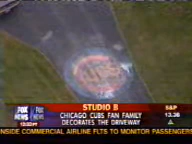 STUDIO B
CHICAGO CUBS FAN FAMILY
DECORATES THE DRIVEWAY
FOX
NEWS
FOX
NEWS
S&P
13.36
INSIDE COMMERCIAL AIRLINE FLTS TO MONITOR PASSENGERS